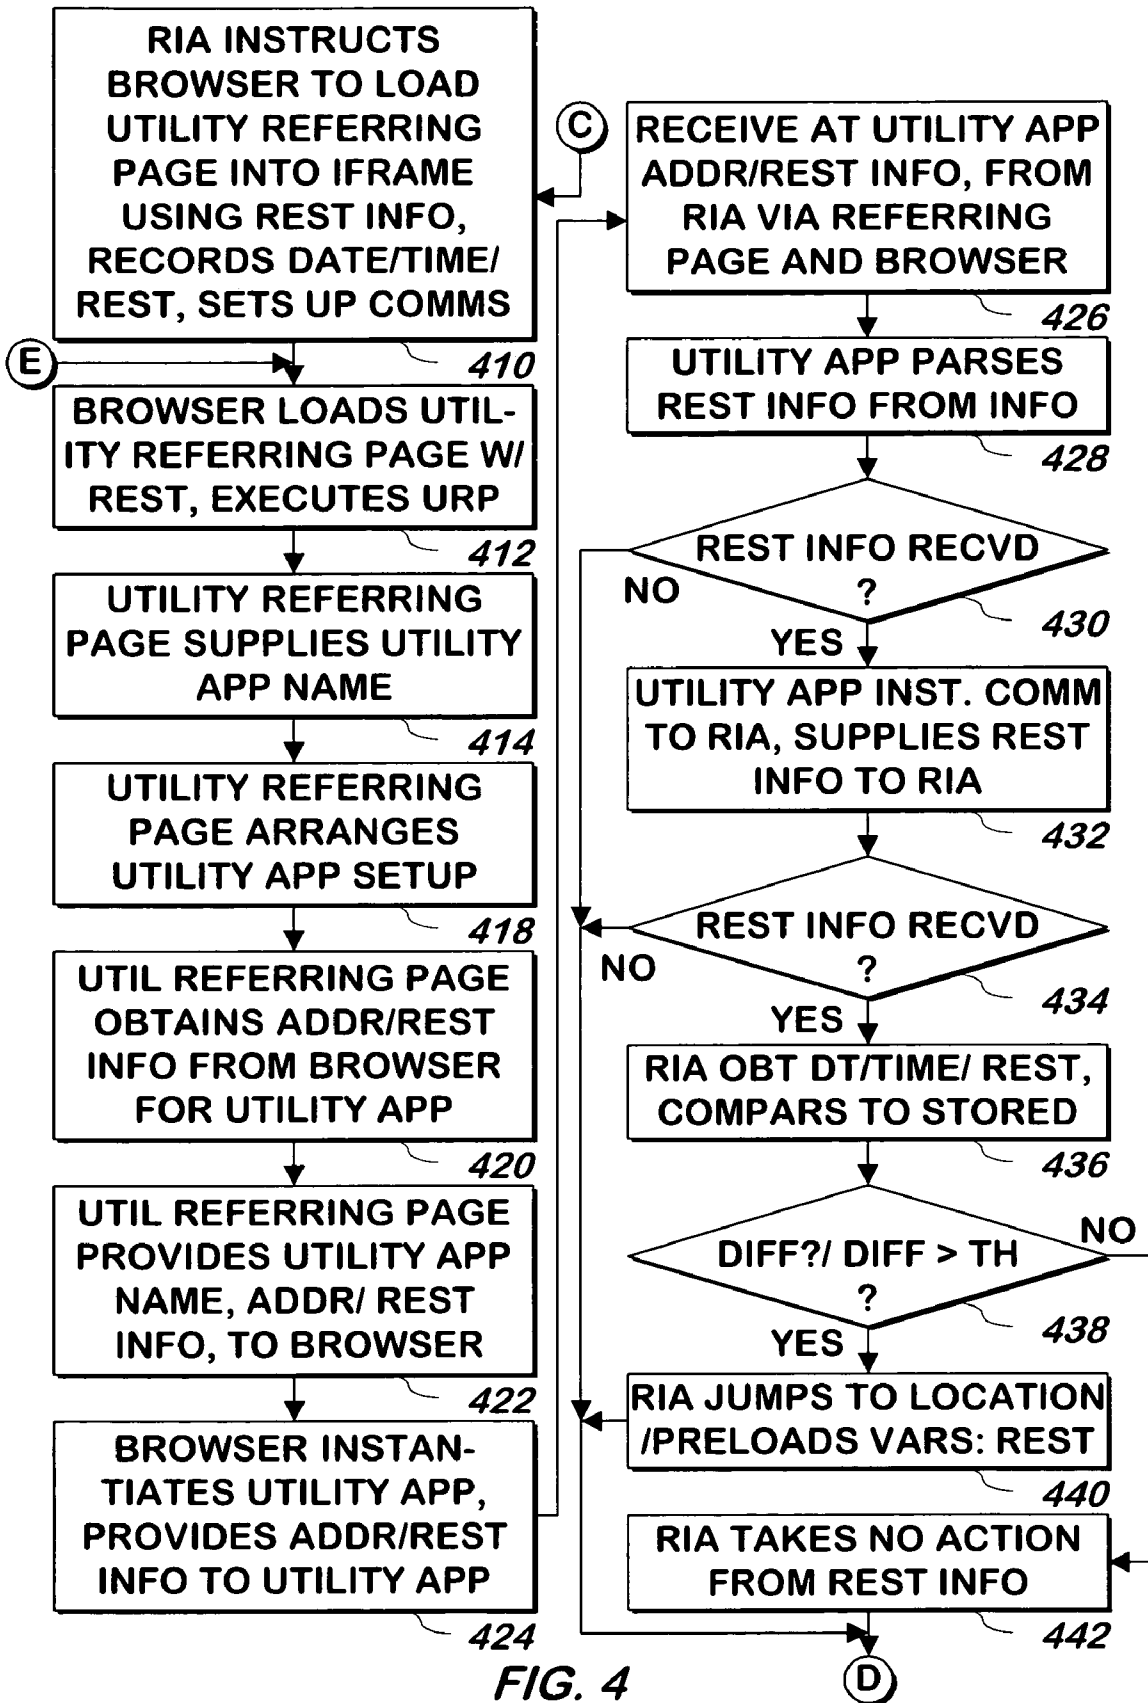 RIA INSTRUCTS
BROWSER TO LOAD
UTILITY REFERRING
PAGE INTO IFRAME
USING REST INFO,
RECORDS DATE/TIME/
REST, SETS UP COMMS
410
E
BROWSER LOADS UTIL-
ITY REFERRING PAGE W/
REST, EXECUTES URP
412
UTILITY REFERRING
PAGE SUPPLIES UTILITY
APP NAME
414
UTILITY REFERRING
PAGE ARRANGES
UTILITY APP SETUP
418
UTIL REFERRING PAGE
OBTAINS ADDR/REST
INFO FROM BROWSER
FOR UTILITY APP
420
UTIL REFERRING PAGE
PROVIDES UTILITY APP
NAME, ADDR/ REST
INFO, TO BROWSER
422
BROWSER INSTAN-
TIATES UTILITY APP,
PROVIDES ADDR/REST
INFO TO UTILITY APP
424
C
RECEIVE AT UTILITY APP
ADDR/REST INFO, FROM
RIA VIA REFERRING
PAGE AND BROWSER
426
UTILITY APP PARSES
REST INFO FROM INFO
428
REST INFO RECVD
?
NO
430
YES
UTILITY APP INST. COMM
TO RIA, SUPPLIES REST
INFO TO RIA
432
REST INFO RECVD
?
NO
434
YES
RIA OBT DT/TIME/ REST,
COMPARS TO STORED
436
DIFF?/ DIFF > TH
?
NO
438
YES
RIA JUMPS TO LOCATION
/PRELOADS VARS: REST
440
RIA TAKES NO ACTION
FROM REST INFO
442
D
FIG. 4